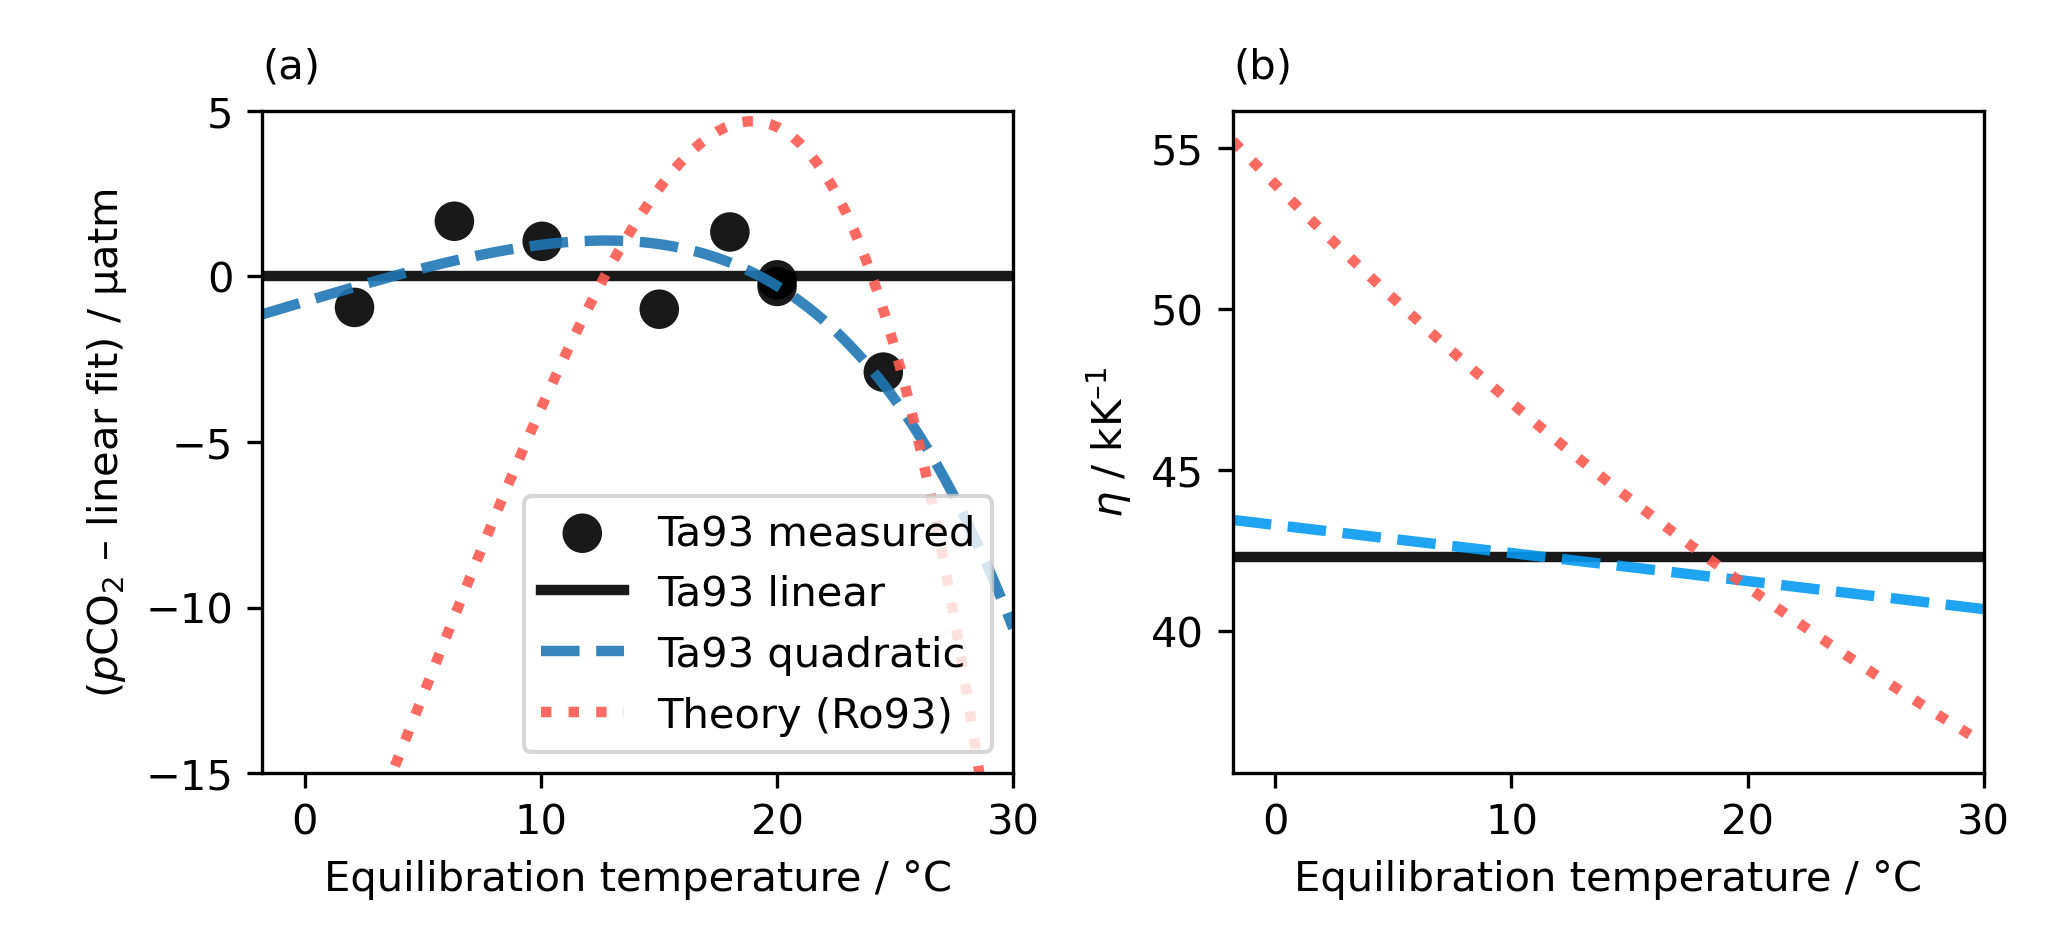 (a)
5
0
−5
−10
−15
(pCO₂ − linear fit) / µatm
Ta93 measured
Ta93 linear
Ta93 quadratic
Theory (Ro93)
0 10 20 30
Equilibration temperature / °C
(b)
55
50
45
40
η / kK⁻¹
0 10 20 30
Equilibration temperature / °C